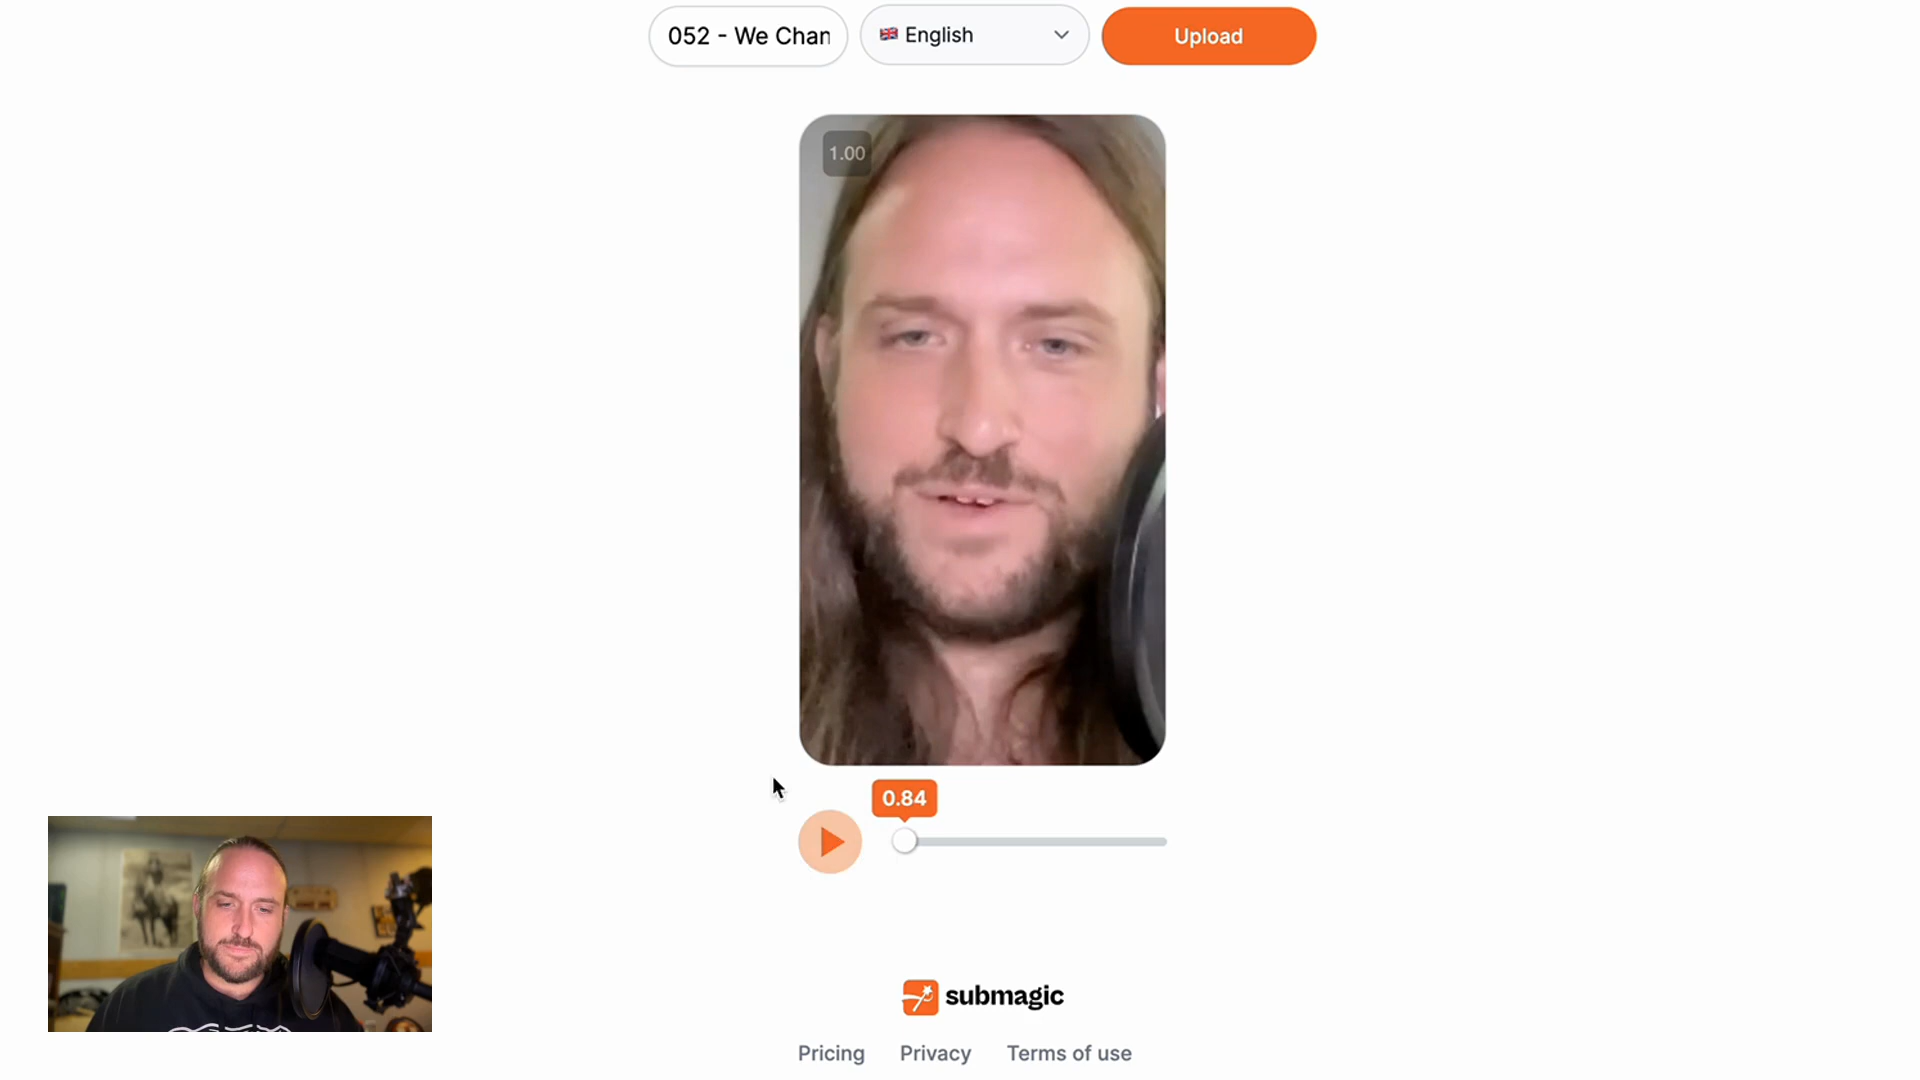 052 - We Chan
English
Upload
1.00
0.84
submagic
Pricing
Privacy
Terms of use